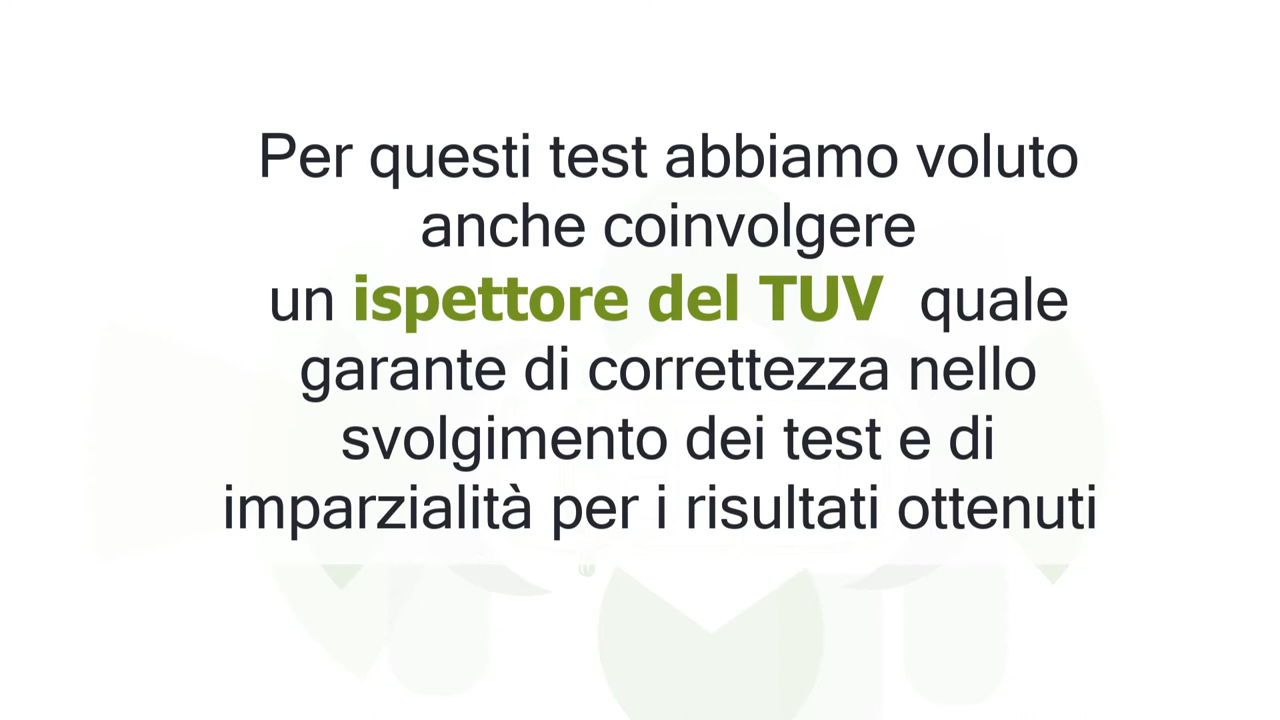 Per questi test abbiamo voluto
anche coinvolgere
un ispettore del TUV quale
garante di correttezza nello
svolgimento dei test e di
imparzialità per i risultati ottenuti